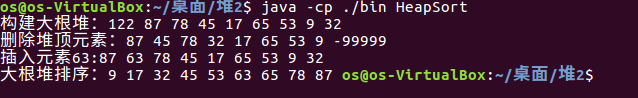 os@os-VirtualBox:~/桌面/堆2$ java -cp ./bin HeapSort
构建大根堆: 122 87 78 45 17 65 53 9 32
删除堆顶元素: 87 45 78 32 17 65 53 9 -99999
插入元素63:87 63 78 45 17 65 53 9 32
大根堆排序: 9 17 32 45 53 63 65 78 87 os@os-VirtualBox:~/桌面/堆2$